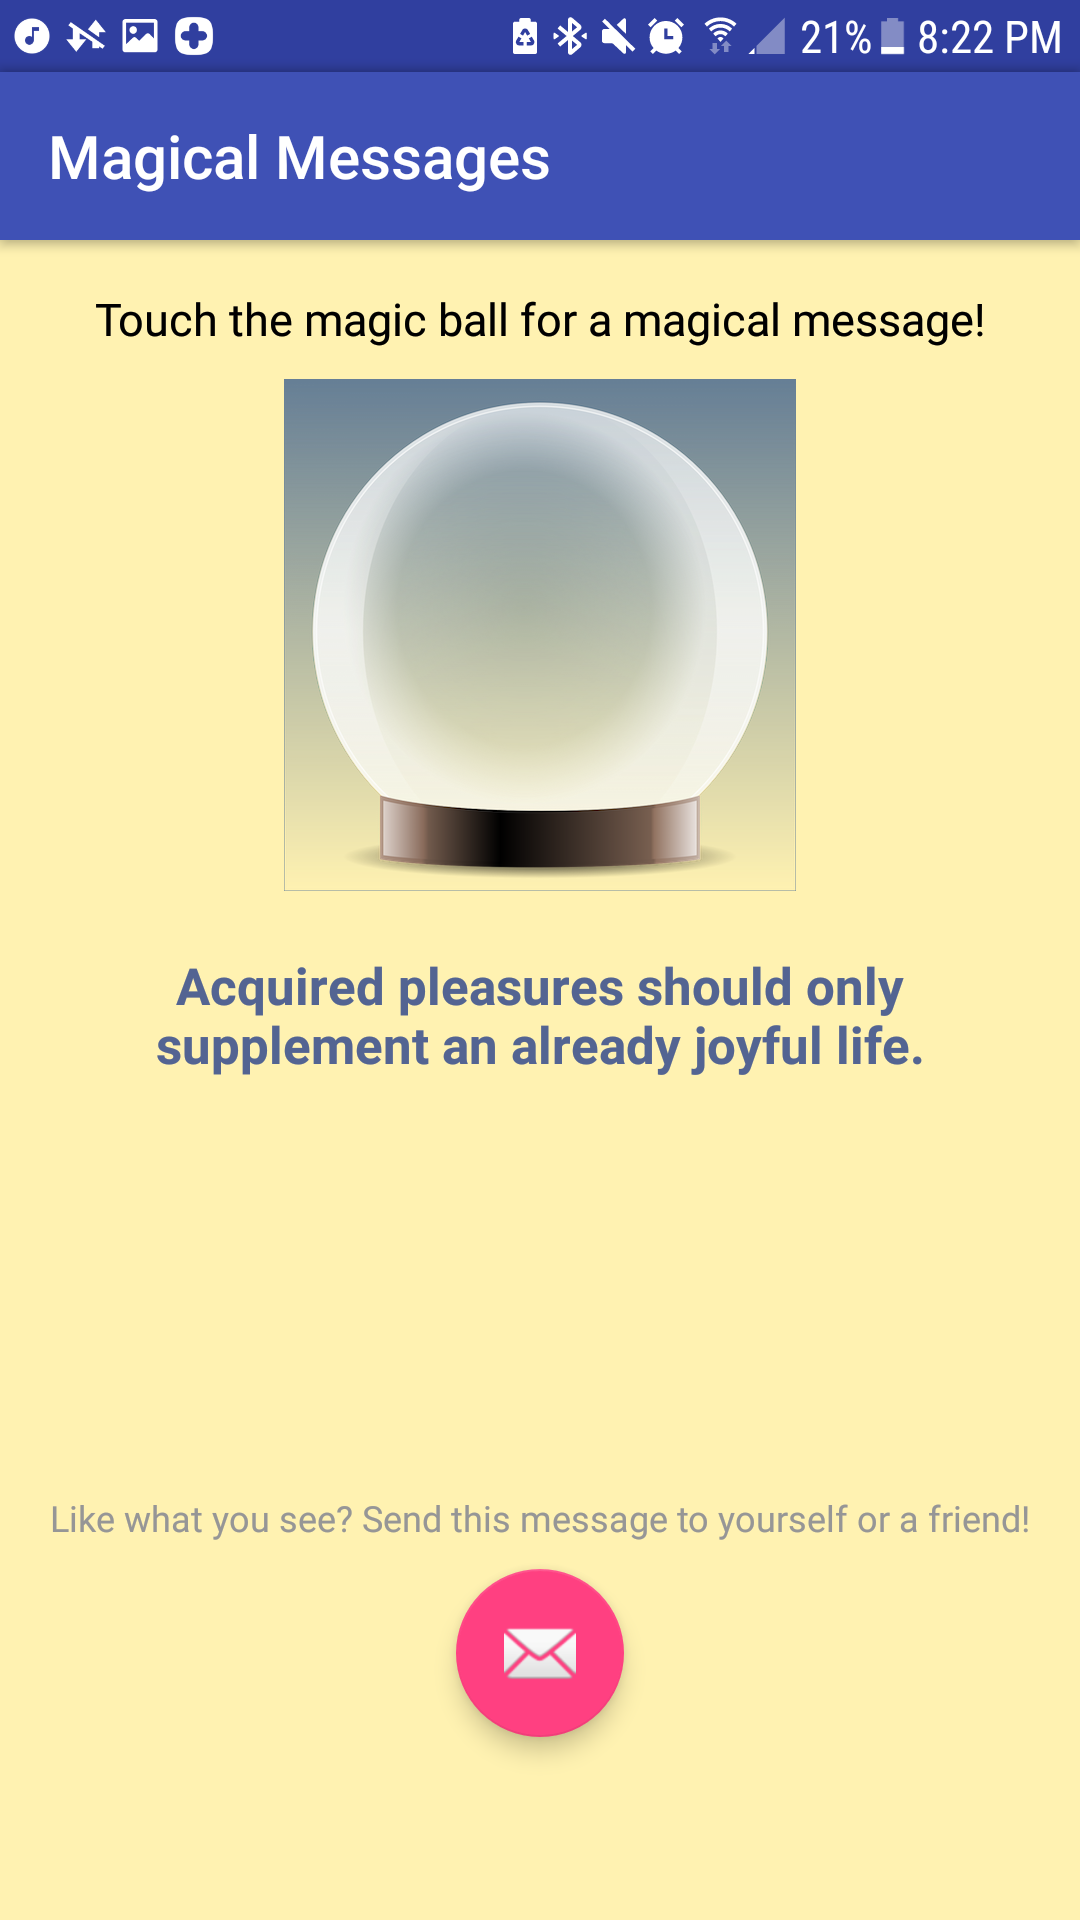 21% 8:22 PM
Magical Messages
Touch the magic ball for a magical message!
Acquired pleasures should only
supplement an already joyful life.
Like what you see? Send this message to yourself or a friend!